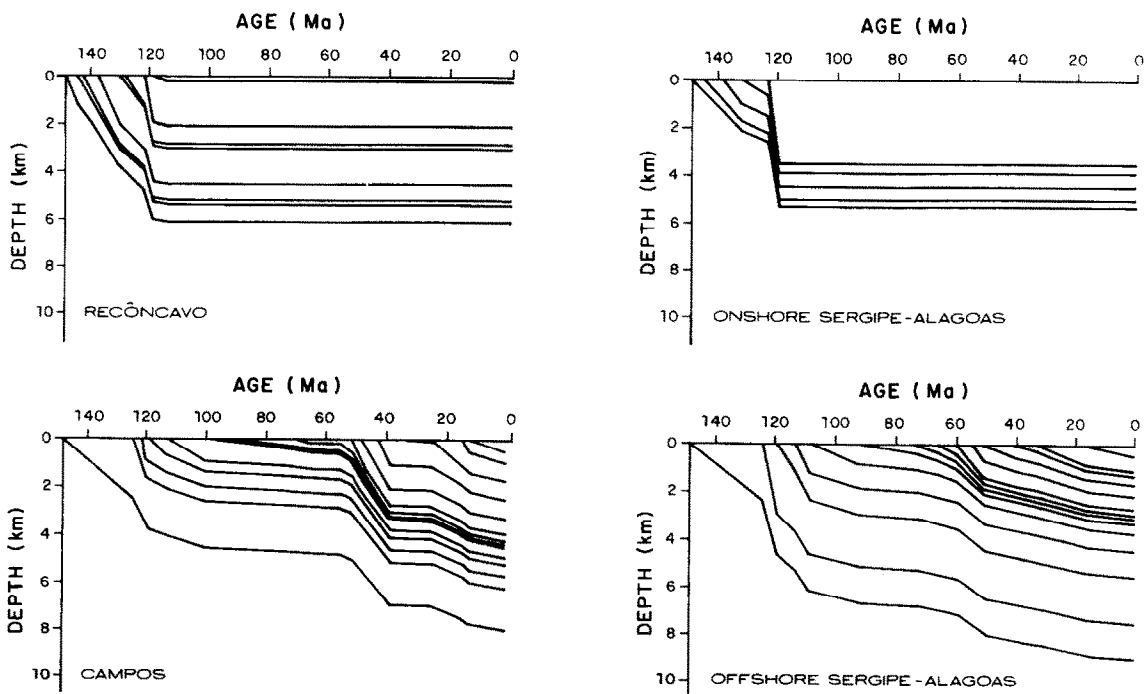 AGE (Ma)
140 120 100 80 60 40 20 0
0
2
4
6
8
10
DEPTH (km)
RECÔNCAVO
AGE (Ma)
140 120 100 80 60 40 20 0
0
2
4
6
8
10
DEPTH (km)
ONSHORE SERGIPE-ALAGOAS
AGE (Ma)
140 120 100 80 60 40 20 0
0
2
4
6
8
10
DEPTH (km)
CAMPOS
AGE (Ma)
140 120 100 80 60 40 20 0
0
2
4
6
8
10
DEPTH (km)
OFFSHORE SERGIPE-ALAGOAS